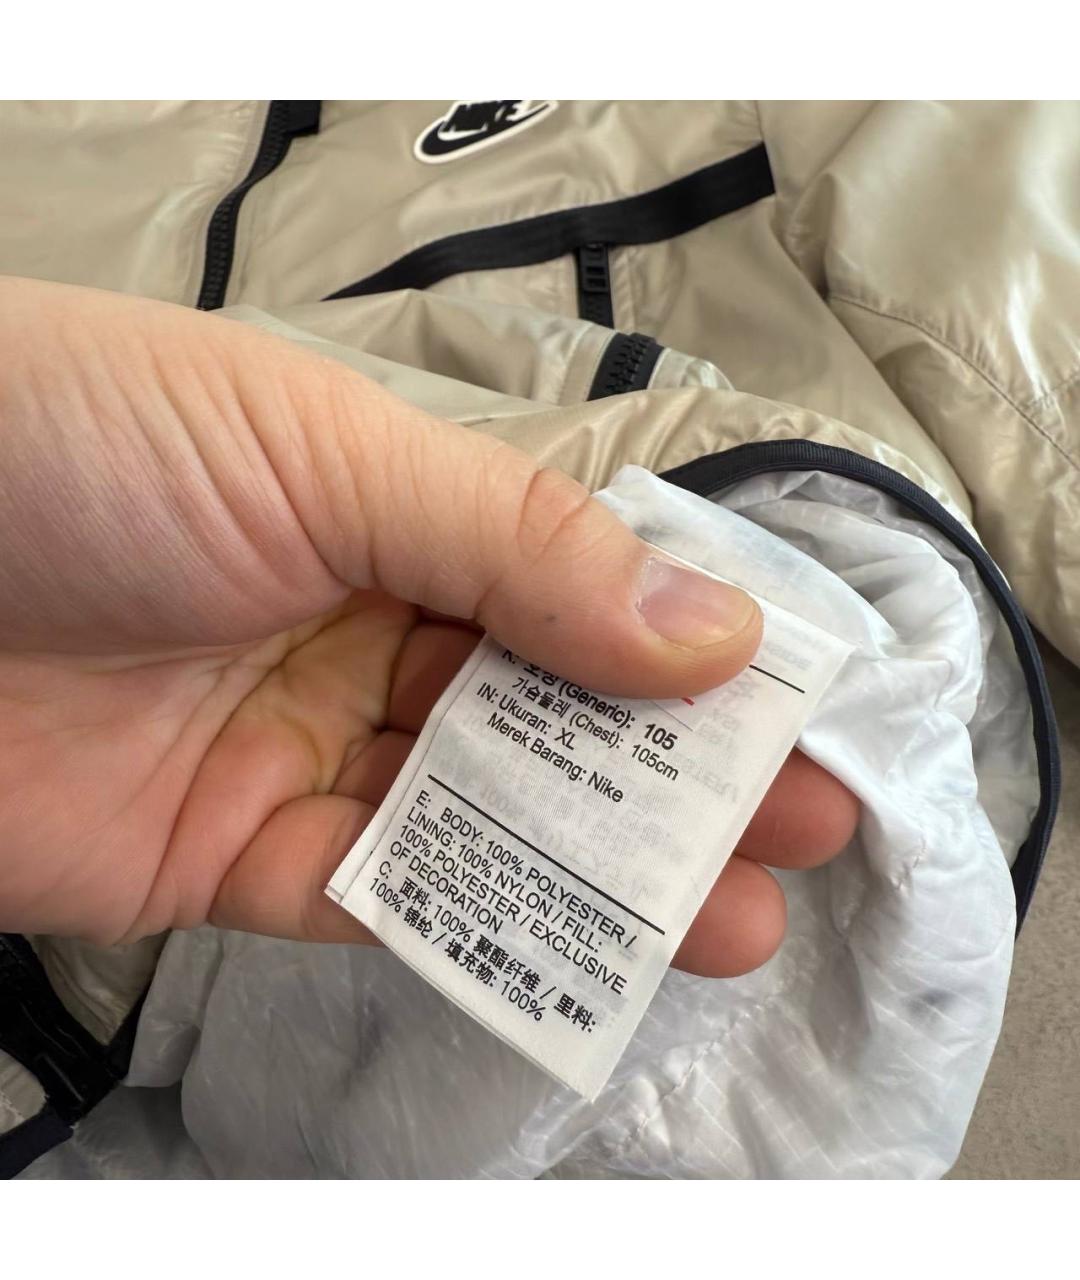 NIKE
K: 호칭 (Generic): 105
가슴둘레 (Chest): 105cm
IN: Ukuran: XL
Merek Barang: Nike
E: BODY: 100% POLYESTER /
LINING: 100% NYLON / FILL:
100% POLYESTER / EXCLUSIVE
OF DECORATION
C: 面料: 100% 聚酯纤维 / 里料:
100% 锦纶 / 填充物: 100%